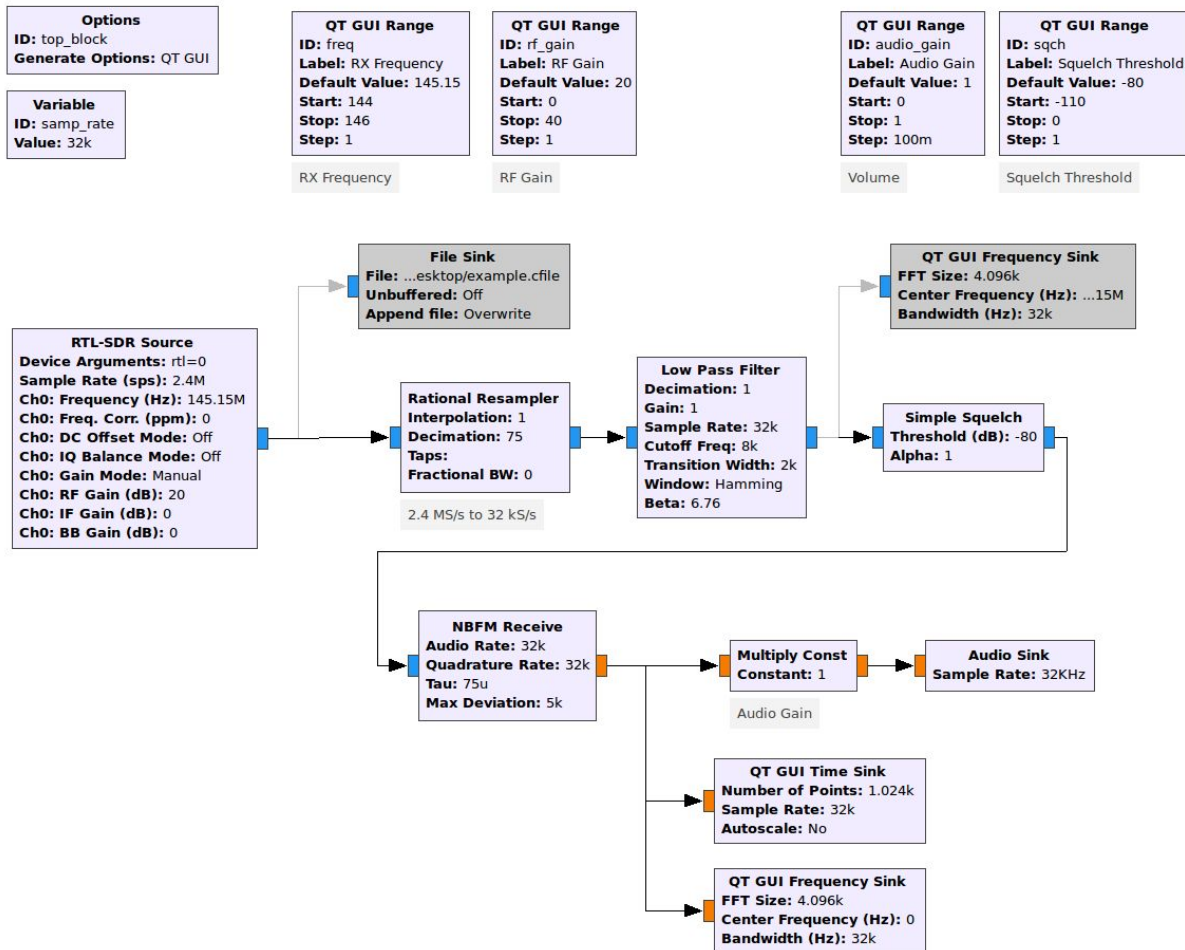 Options
ID: top_block
Generate Options: QT GUI
Variable
ID: samp_rate
Value: 32k
QT GUI Range
ID: freq
Label: RX Frequency
Default Value: 145.15
Start: 144
Stop: 146
Step: 1
RX Frequency
QT GUI Range
ID: rf_gain
Label: RF Gain
Default Value: 20
Start: 0
Stop: 40
Step: 1
RF Gain
QT GUI Range
ID: audio_gain
Label: Audio Gain
Default Value: 1
Start: 0
Stop: 1
Step: 100m
Volume
QT GUI Range
ID: sqch
Label: Squelch Threshold
Default Value: -80
Start: -110
Stop: 0
Step: 1
Squelch Threshold
File Sink
File: ...esktop/example.cfile
Unbuffered: Off
Append file: Overwrite
QT GUI Frequency Sink
FFT Size: 4.096k
Center Frequency (Hz): ...15M
Bandwidth (Hz): 32k
RTL-SDR Source
Device Arguments: rtl=0
Sample Rate (sps): 2.4M
Ch0: Frequency (Hz): 145.15M
Ch0: Freq. Corr. (ppm): 0
Ch0: DC Offset Mode: Off
Ch0: IQ Balance Mode: Off
Ch0: Gain Mode: Manual
Ch0: RF Gain (dB): 20
Ch0: IF Gain (dB): 0
Ch0: BB Gain (dB): 0
Rational Resampler
Interpolation: 1
Decimation: 75
Taps:
Fractional BW: 0
2.4 MS/s to 32 kS/s
Low Pass Filter
Decimation: 1
Gain: 1
Sample Rate: 32k
Cutoff Freq: 8k
Transition Width: 2k
Window: Hamming
Beta: 6.76
Simple Squelch
Threshold (dB): -80
Alpha: 1
NBFM Receive
Audio Rate: 32k
Quadrature Rate: 32k
Tau: 75u
Max Deviation: 5k
Multiply Const
Constant: 1
Audio Gain
Audio Sink
Sample Rate: 32KHz
QT GUI Time Sink
Number of Points: 1.024k
Sample Rate: 32k
Autoscale: No
QT GUI Frequency Sink
FFT Size: 4.096k
Center Frequency (Hz): 0
Bandwidth (Hz): 32k